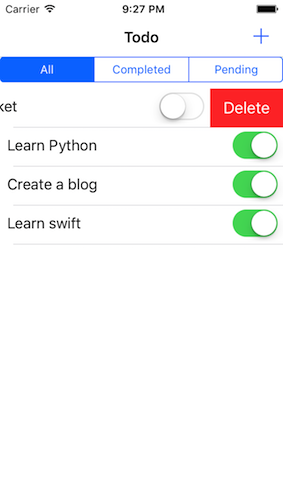 Carrier 9:27 PM
Todo +
All Completed Pending
ket Delete
Learn Python
Create a blog
Learn swift